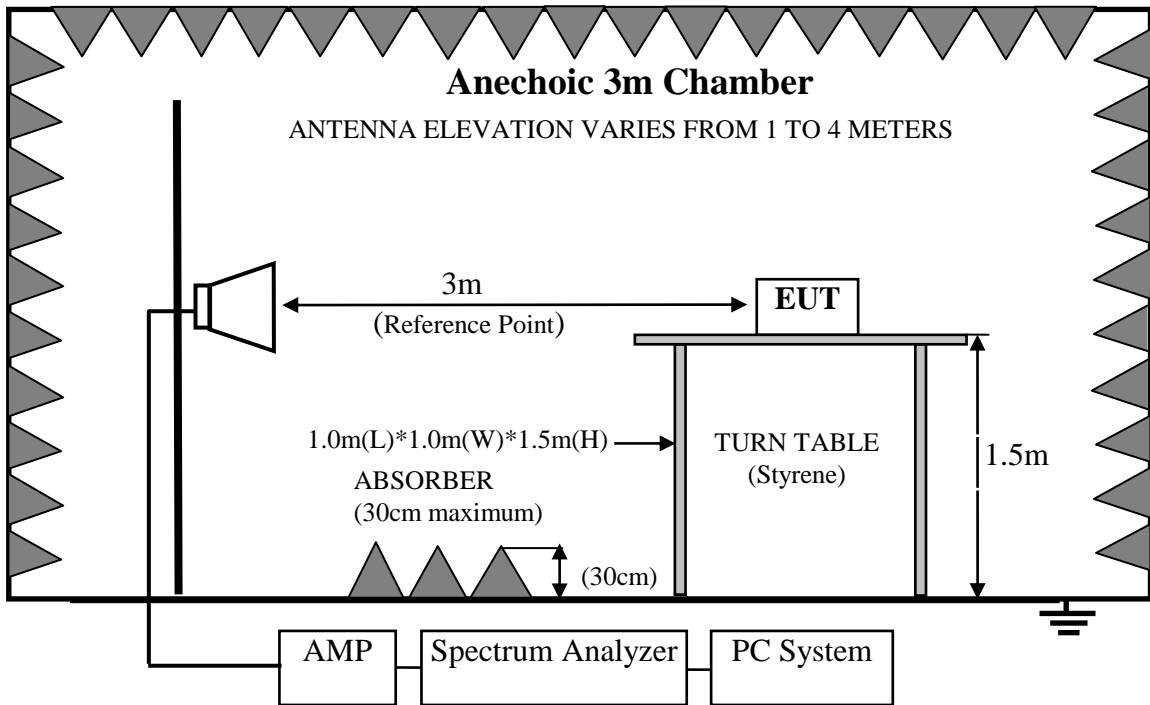 Anechoic 3m Chamber
ANTENNA ELEVATION VARIES FROM 1 TO 4 METERS
3m
(Reference Point)
EUT
1.0m(L)*1.0m(W)*1.5m(H)
TURN TABLE
(Styrene)
1.5m
ABSORBER
(30cm maximum)
(30cm)
AMP
Spectrum Analyzer
PC System